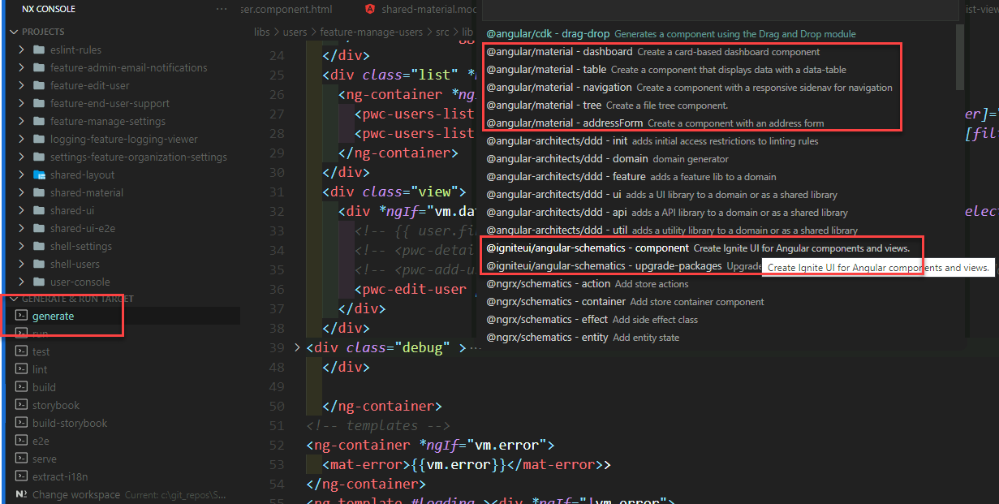 NX CONSOLE ···
PROJECTS
eslint-rules
feature-admin-email-notifications
feature-edit-user
feature-end-user-support
feature-manage-settings
logging-feature-logging-viewer
settings-feature-organization-settings
shared-layout
shared-material
shared-ui
shared-ui-e2e
shell-settings
shell-users
user-console
GENERATE & RUN TARGET
generate
run
test
lint
build
storybook
build-storybook
e2e
serve
extract-i18n
N! Change workspace Current: c:\git_repos\S...
ser.component.html
shared-material.mod
ist-view
libs > users > feature-manage-users > src > lib
24 </div>
25 <div class="list" *
26 <ng-container *ng
27 <pwc-users-list er]="
28 <pwc-users-list [fil
29 </ng-container>
30 </div>
31 <div class="view">
32 <div *ngIf="vm.dat elec
33 <!-- {{ user.fi
34 <!-- <pwc-detai
35 <!-- <pwc-add-u
36 <pwc-edit-user
37 </div>
38 </div>
39 <div class="debug" >···
48 </div>
49
50 </ng-container>
51 <!-- templates -->
52 <ng-container *ngIf="vm.error">
53 <mat-error>{{vm.error}}</mat-error>>
54 </ng-container>
55 <ng-template #loading ><div *ngIf="!vm.error">
@angular/cdk - drag-drop Generates a component using the Drag and Drop module
@angular/material - dashboard Create a card-based dashboard component
@angular/material - table Create a component that displays data with a data-table
@angular/material - navigation Create a component with a responsive sidenav for navigation
@angular/material - tree Create a file tree component.
@angular/material - addressForm Create a component with an address form
@angular-architects/ddd - init adds initial access restrictions to linting rules
@angular-architects/ddd - domain domain generator
@angular-architects/ddd - feature adds a feature lib to a domain
@angular-architects/ddd - ui adds a UI library to a domain or as a shared library
@angular-architects/ddd - api adds a API library to a domain or as a shared library
@angular-architects/ddd - util adds a utility library to a domain or as a shared library
@igniteui/angular-schematics - component Create Ignite UI for Angular components and views.
@igniteui/angular-schematics - upgrade-packages Upgrade
Create Ignite UI for Angular components and views.
@ngrx/schematics - action Add store actions
@ngrx/schematics - container Add store container component
@ngrx/schematics - effect Add side effect class
@ngrx/schematics - entity Add entity state